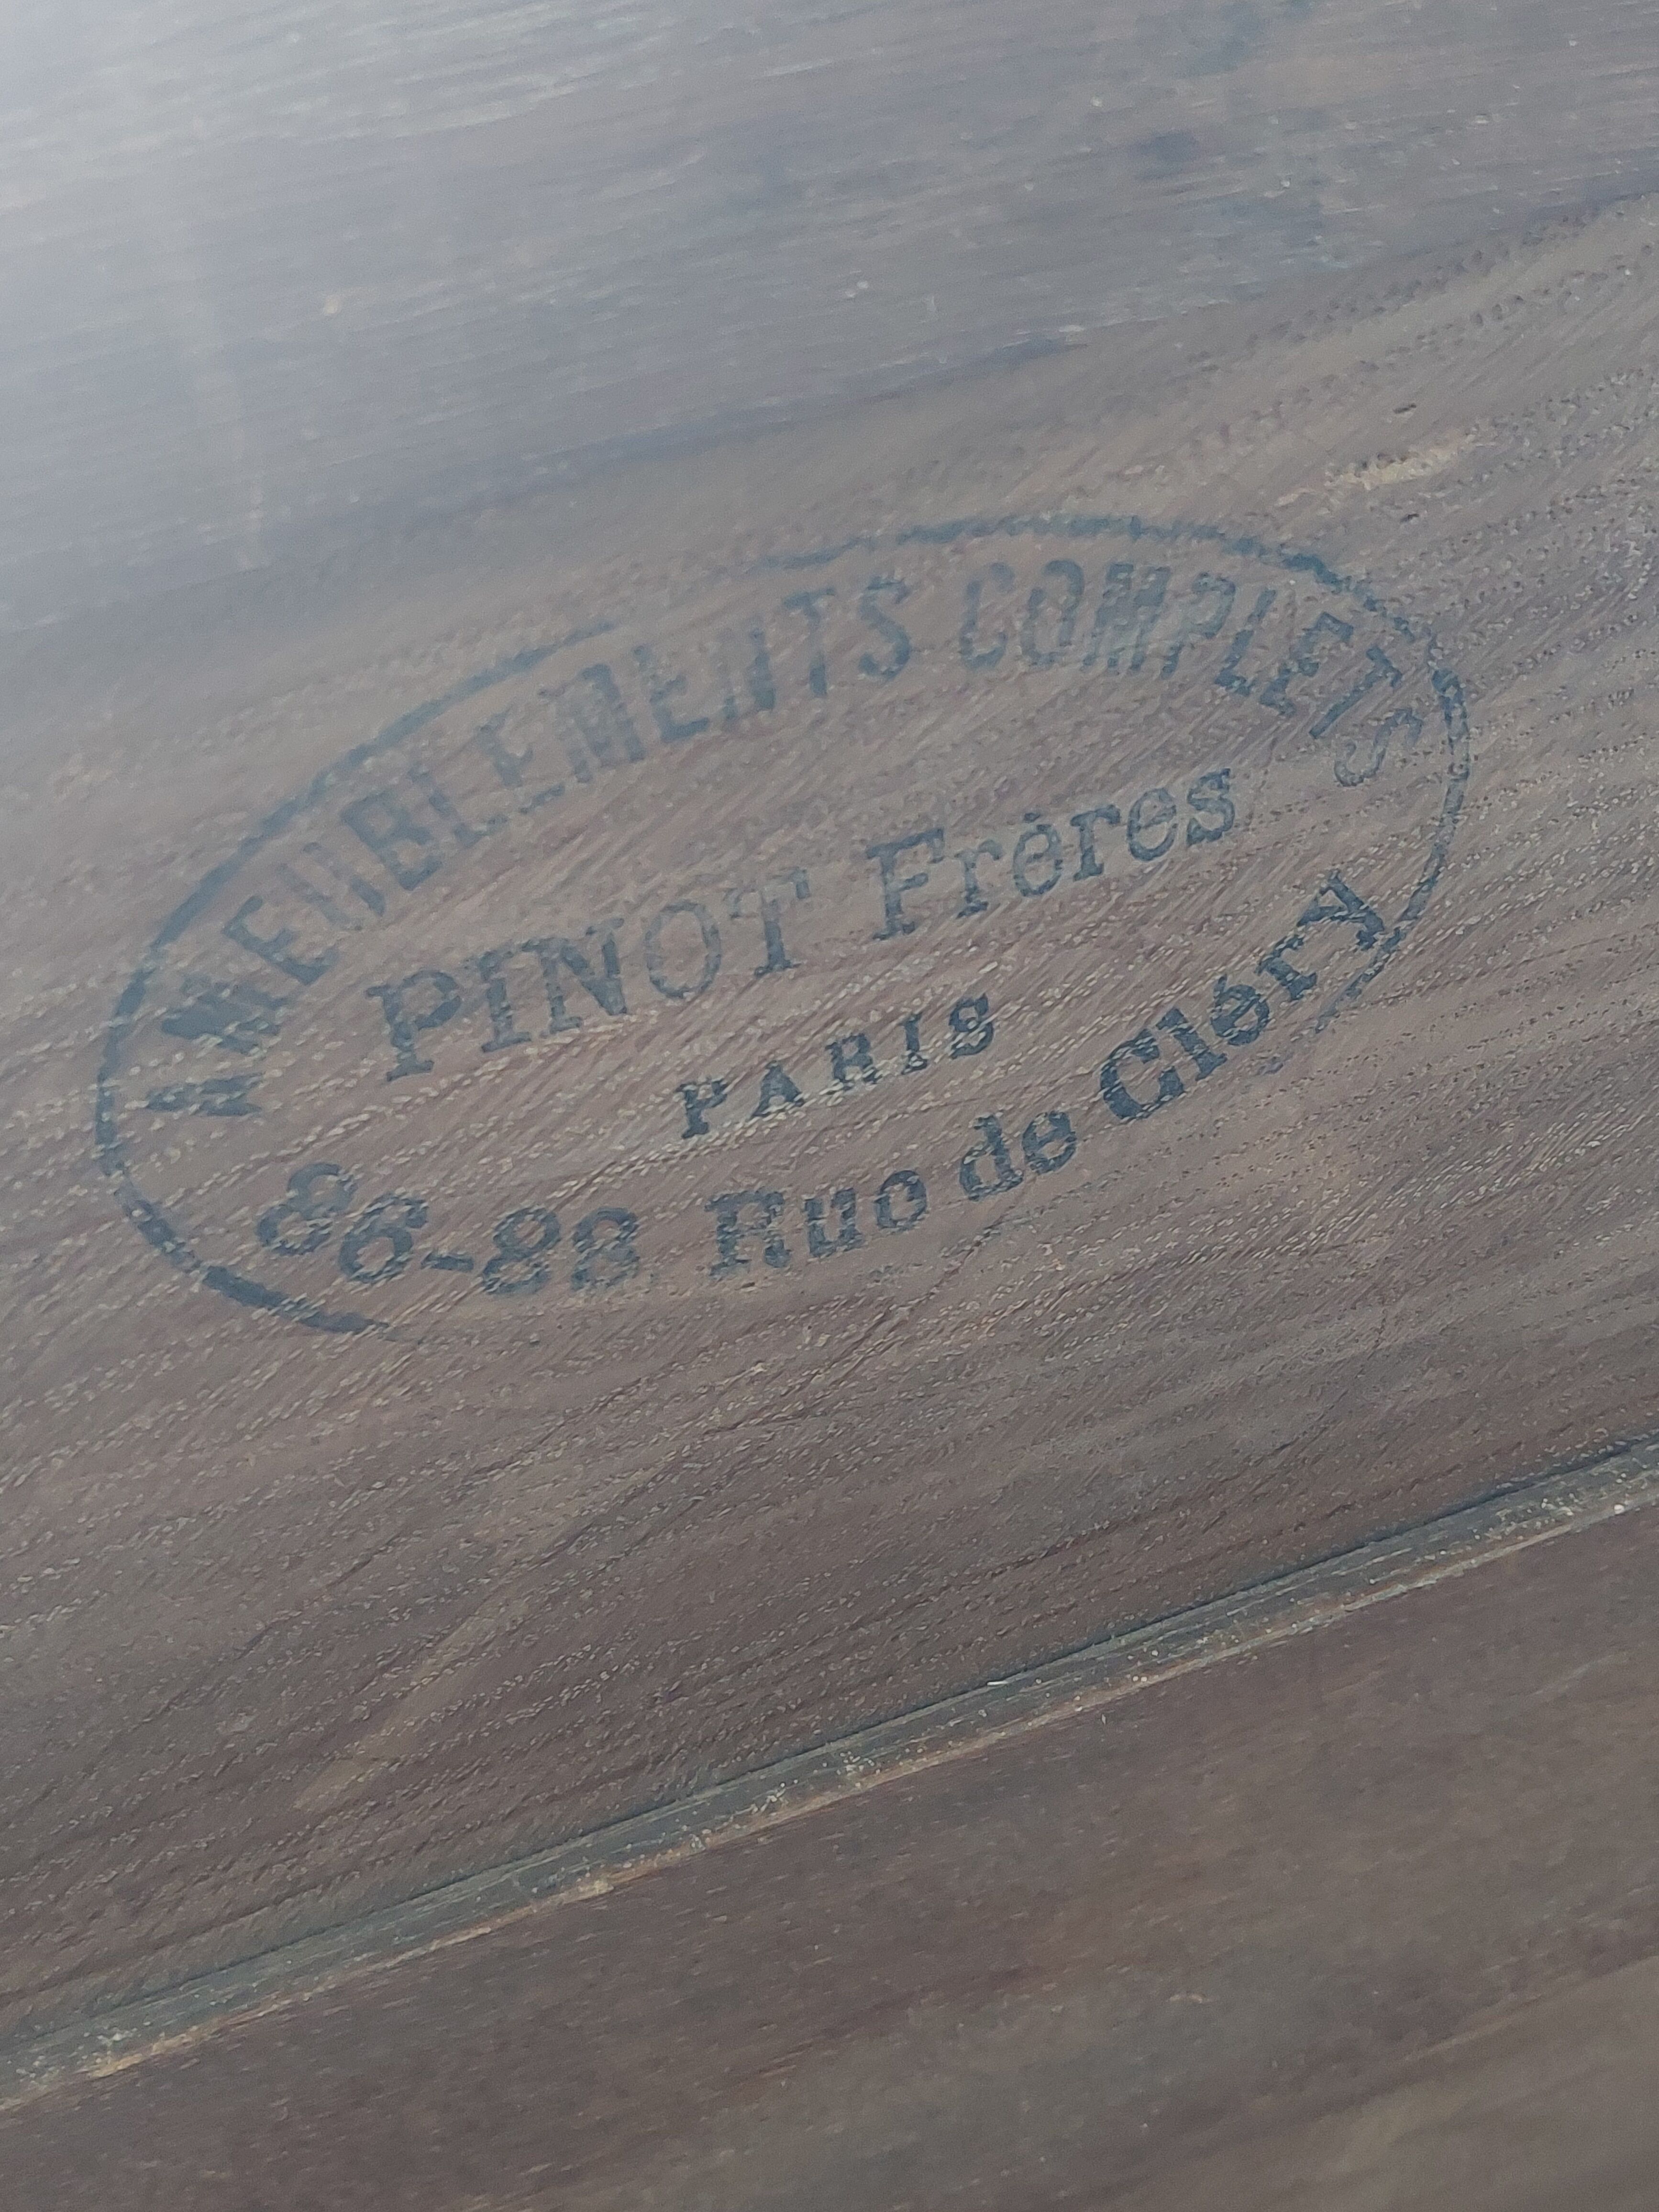 AMEUBLEMENTS COMPLETS
PINOT Frères
PARIS
86-88 Rue de Cléry